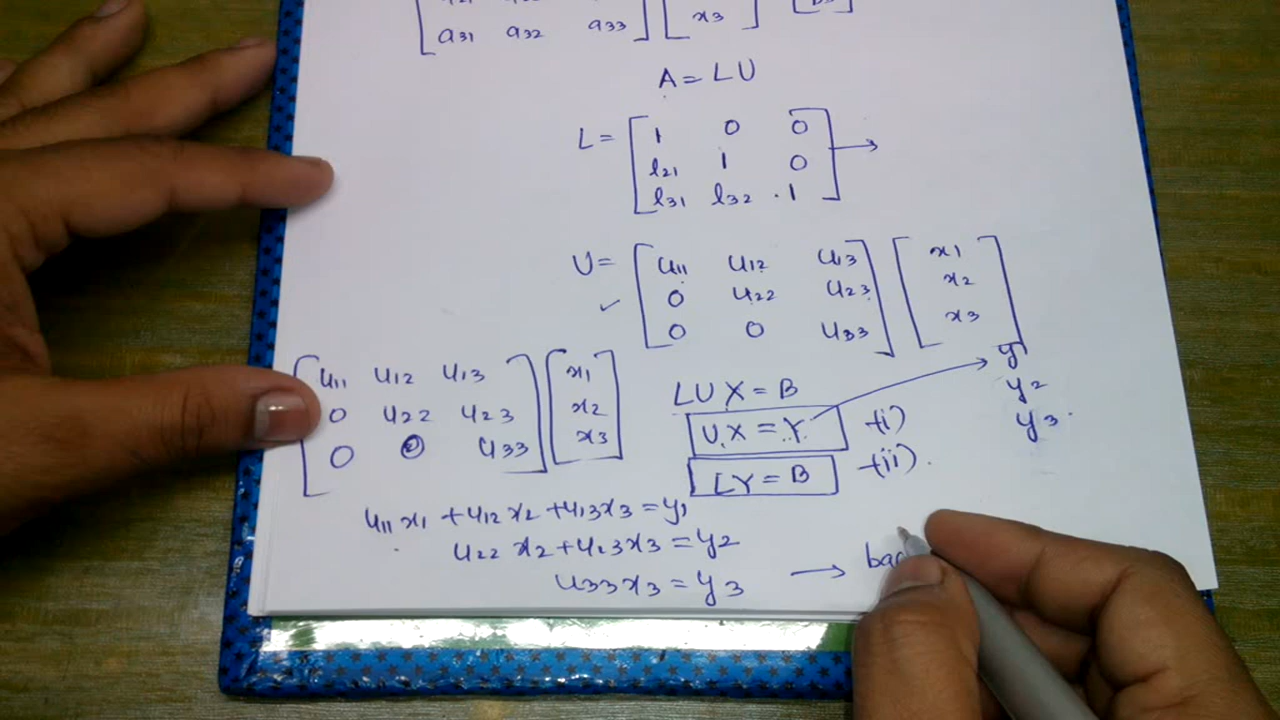 a31 a32 a33 x3
A = LU
L = 1 0 0
l21 1 0
l31 l32 1
U = u11 u12 u13 x1
0 u22 u23 x2
0 0 u33 x3
u11 u12 u13 x1
0 u22 u23 x2
0 0 u33 x3
LUX = B
UX = Y -(i)
LY = B -(ii).
y
y2
y3
u11x1 + u12x2 + u13x3 = y1
u22x2 + u23x3 = y2
u33x3 = y3 → bac